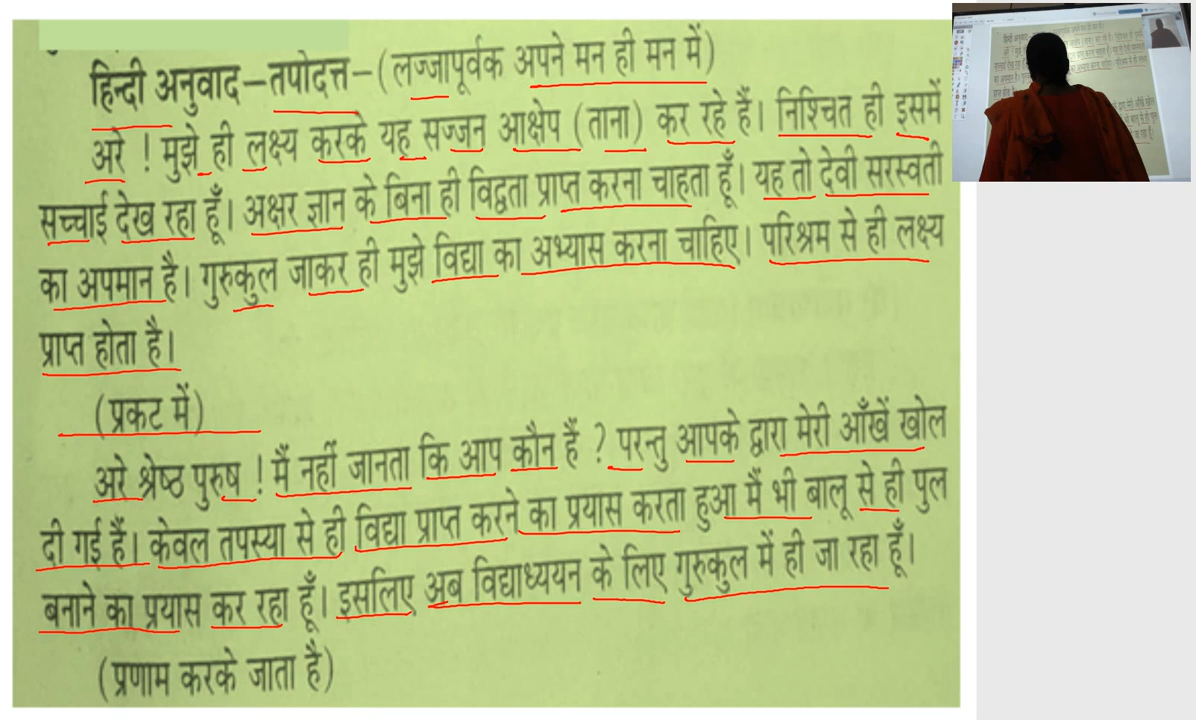 हिन्दी अनुवाद–तपोदत्त–(लज्जापूर्वक अपने मन ही मन में)
अरे ! मुझे ही लक्ष्य करके यह सज्जन आक्षेप (ताना) कर रहे हैं। निश्चित ही इसमें
सच्चाई देख रहा हूँ। अक्षर ज्ञान के बिना ही विद्वता प्राप्त करना चाहता हूँ। यह तो देवी सरस्वती
का अपमान है। गुरुकुल जाकर ही मुझे विद्या का अभ्यास करना चाहिए। परिश्रम से ही लक्ष्य
प्राप्त होता है।
(प्रकट में)
अरे श्रेष्ठ पुरुष ! मैं नहीं जानता कि आप कौन हैं ? परन्तु आपके द्वारा मेरी आँखें खोल
दी गई हैं। केवल तपस्या से ही विद्या प्राप्त करने का प्रयास करता हुआ मैं भी बालू से ही पुल
बनाने का प्रयास कर रहा हूँ। इसलिए अब विद्याध्ययन के लिए गुरुकुल में ही जा रहा हूँ।
(प्रणाम करके जाता है)